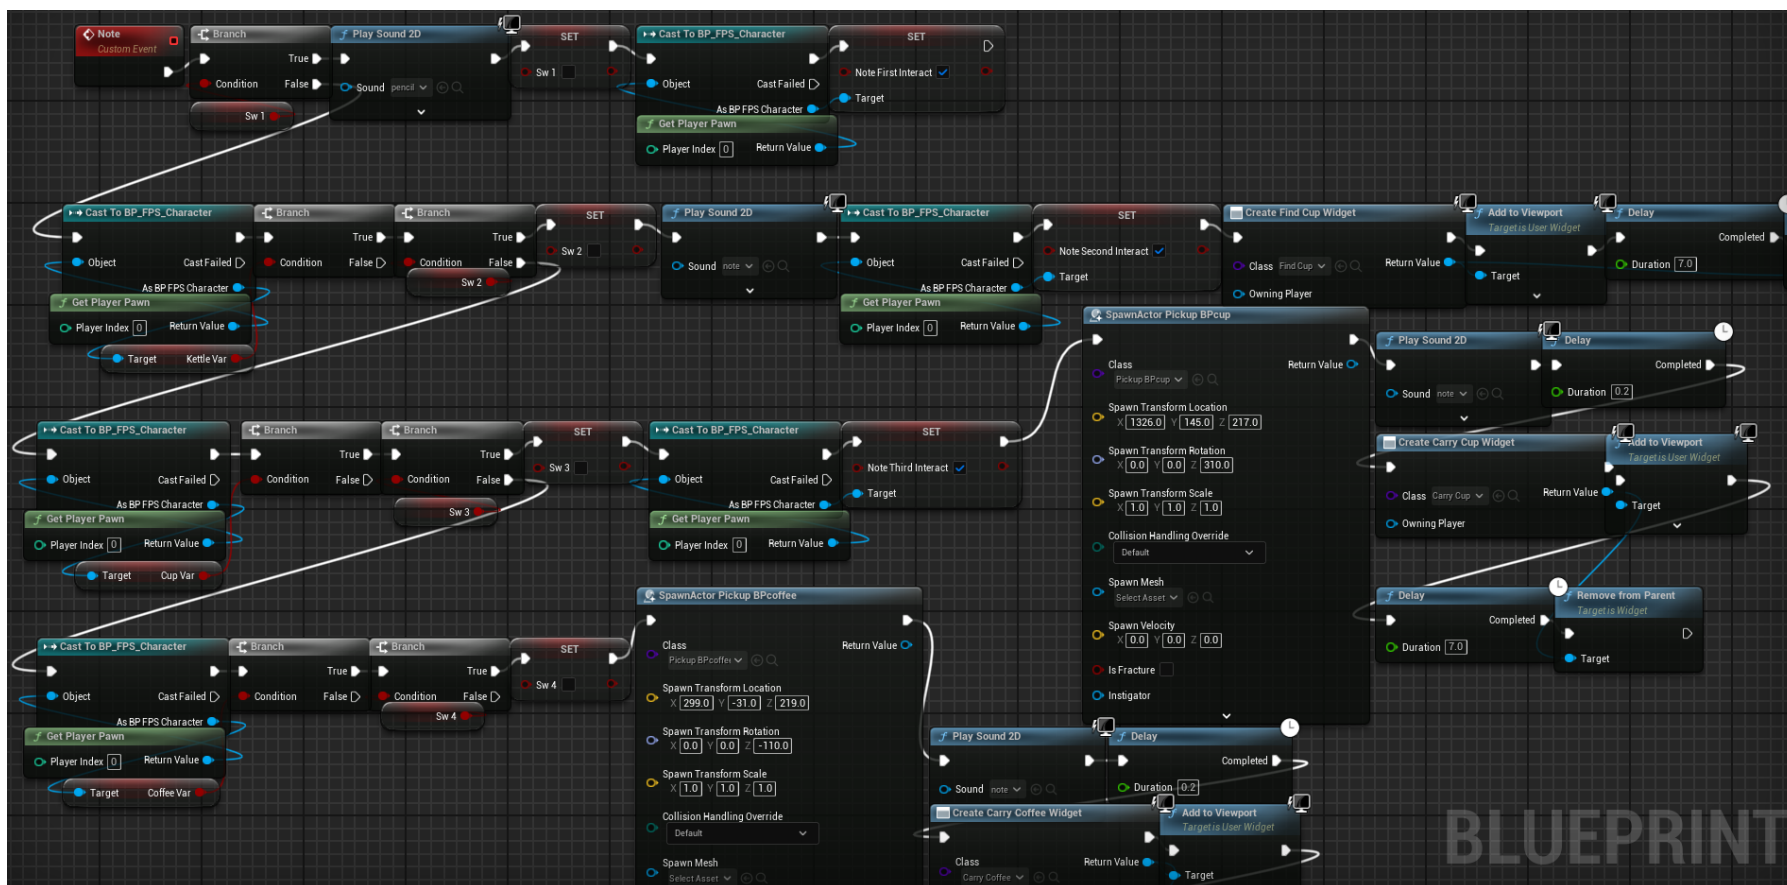 Note
Custom Event
Branch
True
Condition
False
Sw 1
Play Sound 2D
Sound pencil
SET
Sw 1
Cast To BP_FPS_Character
Object
Cast Failed
As BP FPS Character
Get Player Pawn
Player Index 0 Return Value
SET
Note First Interact
Target
Cast To BP_FPS_Character
Object
Cast Failed
As BP FPS Character
Get Player Pawn
Player Index 0 Return Value
Target Kettle Var
Branch
True
Condition False
Branch
True
Condition False
Sw 2
SET
Sw 2
Play Sound 2D
Sound note
Cast To BP_FPS_Character
Object
Cast Failed
As BP FPS Character
Get Player Pawn
Player Index 0 Return Value
SET
Note Second Interact
Target
Create Find Cup Widget
Class Find Cup
Return Value
Owning Player
Add to Viewport
Target is User Widget
Target
Delay
Completed
Duration 7.0
Cast To BP_FPS_Character
Object
Cast Failed
As BP FPS Character
Get Player Pawn
Player Index 0 Return Value
Target Cup Var
Branch
True
Condition False
Branch
True
Condition False
Sw 3
SET
Sw 3
Cast To BP_FPS_Character
Object
Cast Failed
As BP FPS Character
Get Player Pawn
Player Index 0 Return Value
SET
Note Third Interact
Target
SpawnActor Pickup BPcup
Class
Pickup BPcup
Return Value
Spawn Transform Location
X 1326.0 Y 145.0 Z 217.0
Spawn Transform Rotation
X 0.0 Y 0.0 Z 310.0
Spawn Transform Scale
X 1.0 Y 1.0 Z 1.0
Collision Handling Override
Default
Spawn Mesh
Select Asset
Spawn Velocity
X 0.0 Y 0.0 Z 0.0
Is Fracture
Instigator
Play Sound 2D
Sound note
Delay
Completed
Duration 0.2
Create Carry Cup Widget
Class Carry Cup
Return Value
Owning Player
Add to Viewport
Target is User Widget
Target
Delay
Completed
Duration 7.0
Remove from Parent
Target is Widget
Target
Cast To BP_FPS_Character
Object
Cast Failed
As BP FPS Character
Get Player Pawn
Player Index 0 Return Value
Target Coffee Var
Branch
True
Condition False
Branch
True
Condition False
Sw 4
SET
Sw 4
SpawnActor Pickup BPcoffee
Class
Pickup BPcoffee
Return Value
Spawn Transform Location
X 299.0 Y -31.0 Z 219.0
Spawn Transform Rotation
X 0.0 Y 0.0 Z -110.0
Spawn Transform Scale
X 1.0 Y 1.0 Z 1.0
Collision Handling Override
Default
Spawn Mesh
Select Asset
Play Sound 2D
Sound note
Delay
Completed
Duration 0.2
Create Carry Coffee Widget
Class
Carry Coffee
Return Value
Add to Viewport
Target is User Widget
Target
BLUEPRINT